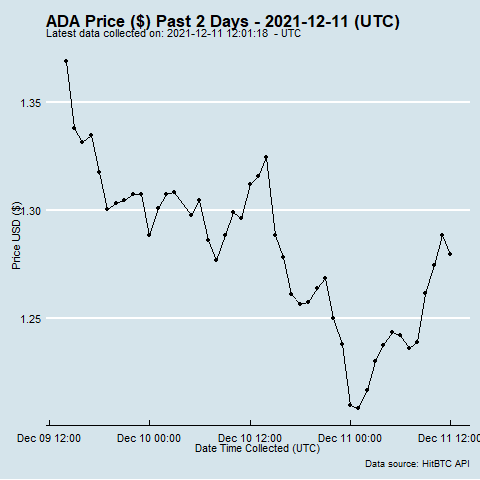 ADA Price ($) Past 2 Days - 2021-12-11 (UTC)
Latest data collected on: 2021-12-11 12:01:18 - UTC
Price USD ($)
1.35
1.30
1.25
Dec 09 12:00 Dec 10 00:00 Dec 10 12:00 Dec 11 00:00 Dec 11 12:00
Date Time Collected (UTC)
Data source: HitBTC API